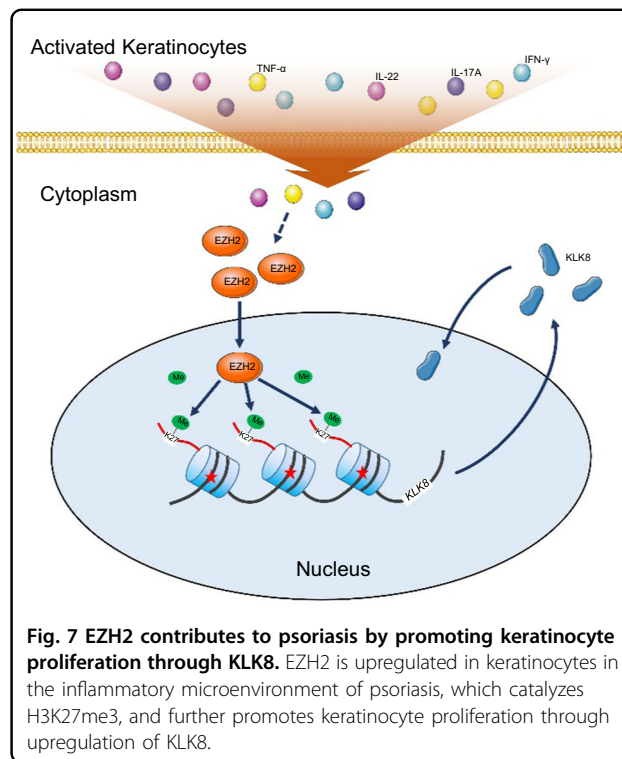 Activated Keratinocytes
TNF-α
IL-22
IL-17A
IFN-γ
Cytoplasm
EZH2
EZH2
EZH2
KLK8
EZH2
Me
Me
Me
Me
Me
K27
K27
K27
KLK8
Nucleus
Fig. 7 EZH2 contributes to psoriasis by promoting keratinocyte
proliferation through KLK8. EZH2 is upregulated in keratinocytes in
the inflammatory microenvironment of psoriasis, which catalyzes
H3K27me3, and further promotes keratinocyte proliferation through
upregulation of KLK8.